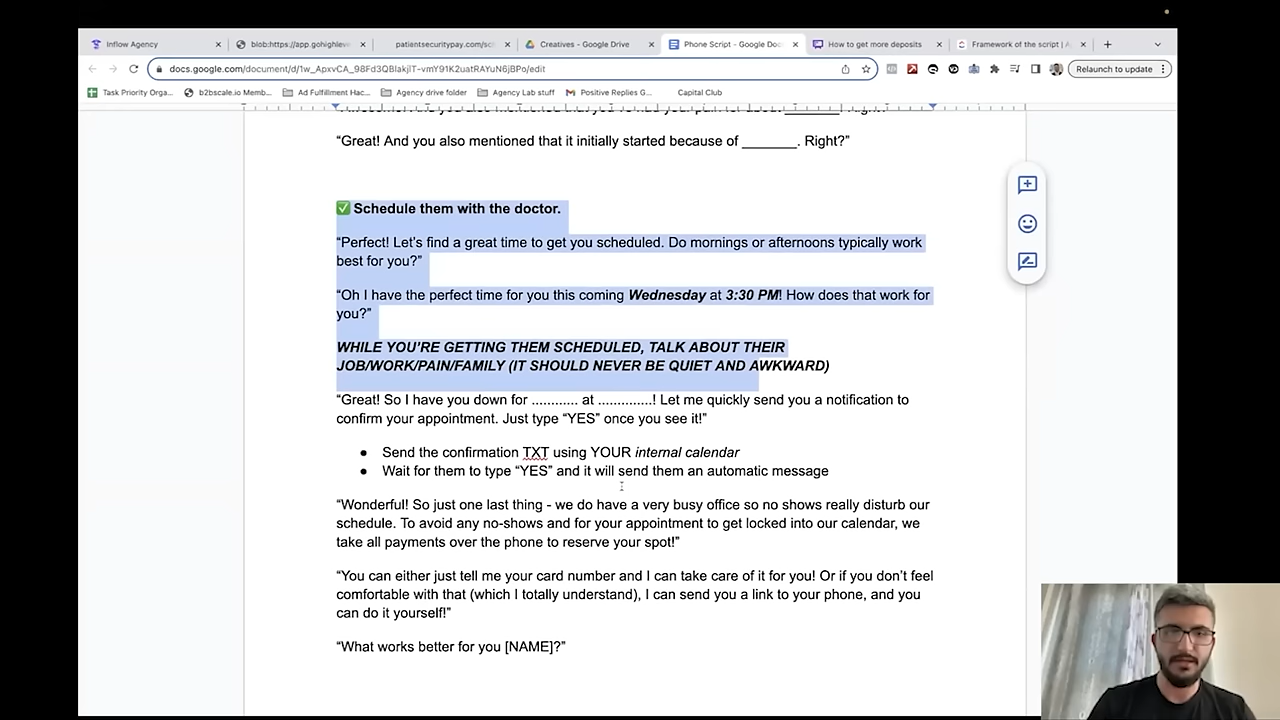 Inflow Agency
blob:https://app.gohighleve
patientsecuritypay.com/sc
Creatives - Google Drive
Phone Script - Google Doc
How to get more deposits
Framework of the script | A
docs.google.com/document/d/1w_ApxvCA_98Fd3QBlakjIT-vmY91K2uatRAYuN6jBPo/edit
Relaunch to update
Task Priority Orga...
b2bscale.io Memb...
Ad Fulfillment Hac...
Agency drive folder
Agency Lab stuff
Positive Replies G...
Capital Club
“Great! And you also mentioned that it initially started because of _______. Right?”
✅ Schedule them with the doctor.
“Perfect! Let’s find a great time to get you scheduled. Do mornings or afternoons typically work
best for you?”
“Oh I have the perfect time for you this coming Wednesday at 3:30 PM! How does that work for
you?”
WHILE YOU’RE GETTING THEM SCHEDULED, TALK ABOUT THEIR
JOB/WORK/PAIN/FAMILY (IT SHOULD NEVER BE QUIET AND AWKWARD)
“Great! So I have you down for ............ at ..............! Let me quickly send you a notification to
confirm your appointment. Just type “YES” once you see it!”
● Send the confirmation TXT using YOUR internal calendar
● Wait for them to type “YES” and it will send them an automatic message
“Wonderful! So just one last thing - we do have a very busy office so no shows really disturb our
schedule. To avoid any no-shows and for your appointment to get locked into our calendar, we
take all payments over the phone to reserve your spot!”
“You can either just tell me your card number and I can take care of it for you! Or if you don’t feel
comfortable with that (which I totally understand), I can send you a link to your phone, and you
can do it yourself!”
“What works better for you [NAME]?”